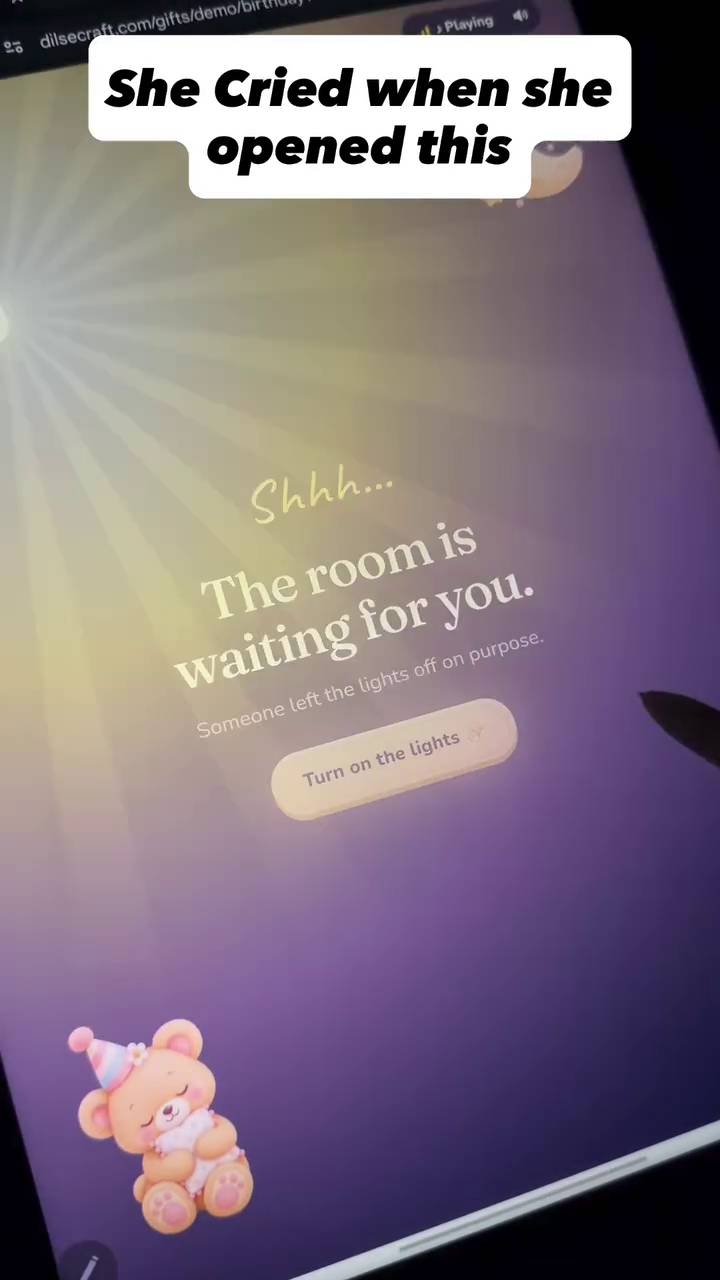 dilsecraft.com/gifts/demo/birthday
♪ Playing
She Cried when she
opened this
Shhh...
The room is
waiting for you.
Someone left the lights off on purpose.
Turn on the lights